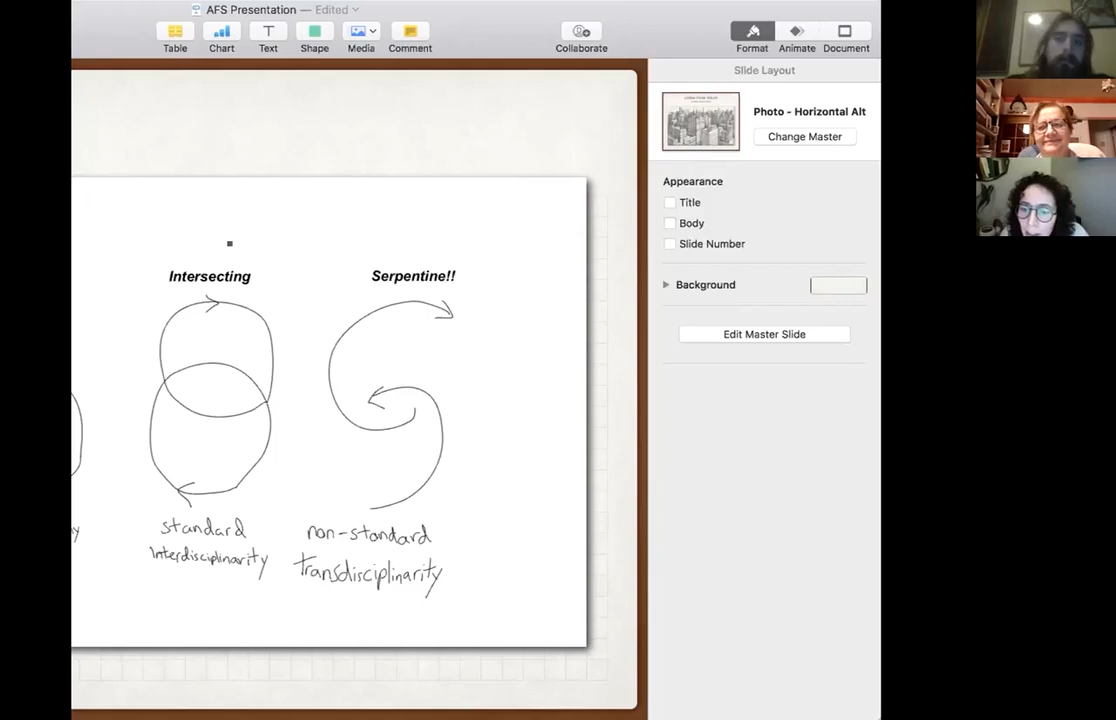 AFS Presentation — Edited
Table
Chart
Text
Shape
Media
Comment
Collaborate
Format
Animate
Document
Slide Layout
Photo - Horizontal Alt
Change Master
Appearance
Title
Body
Slide Number
Background
Edit Master Slide
Intersecting
Serpentine!!
standard
Interdisciplinarity
non-standard
transdisciplinarity